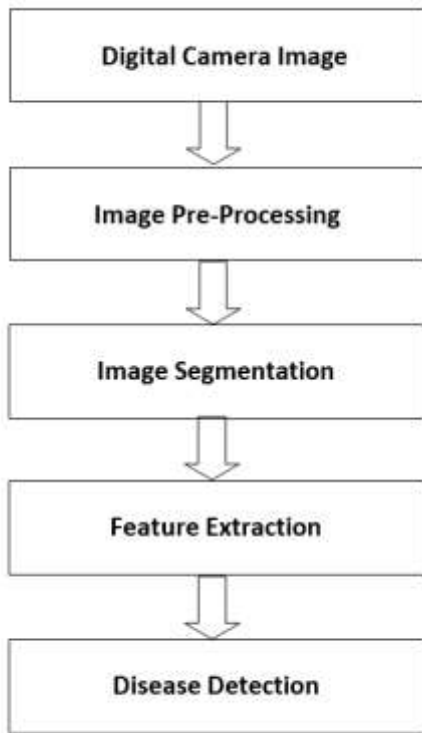 Digital Camera Image
Image Pre-Processing
Image Segmentation
Feature Extraction
Disease Detection